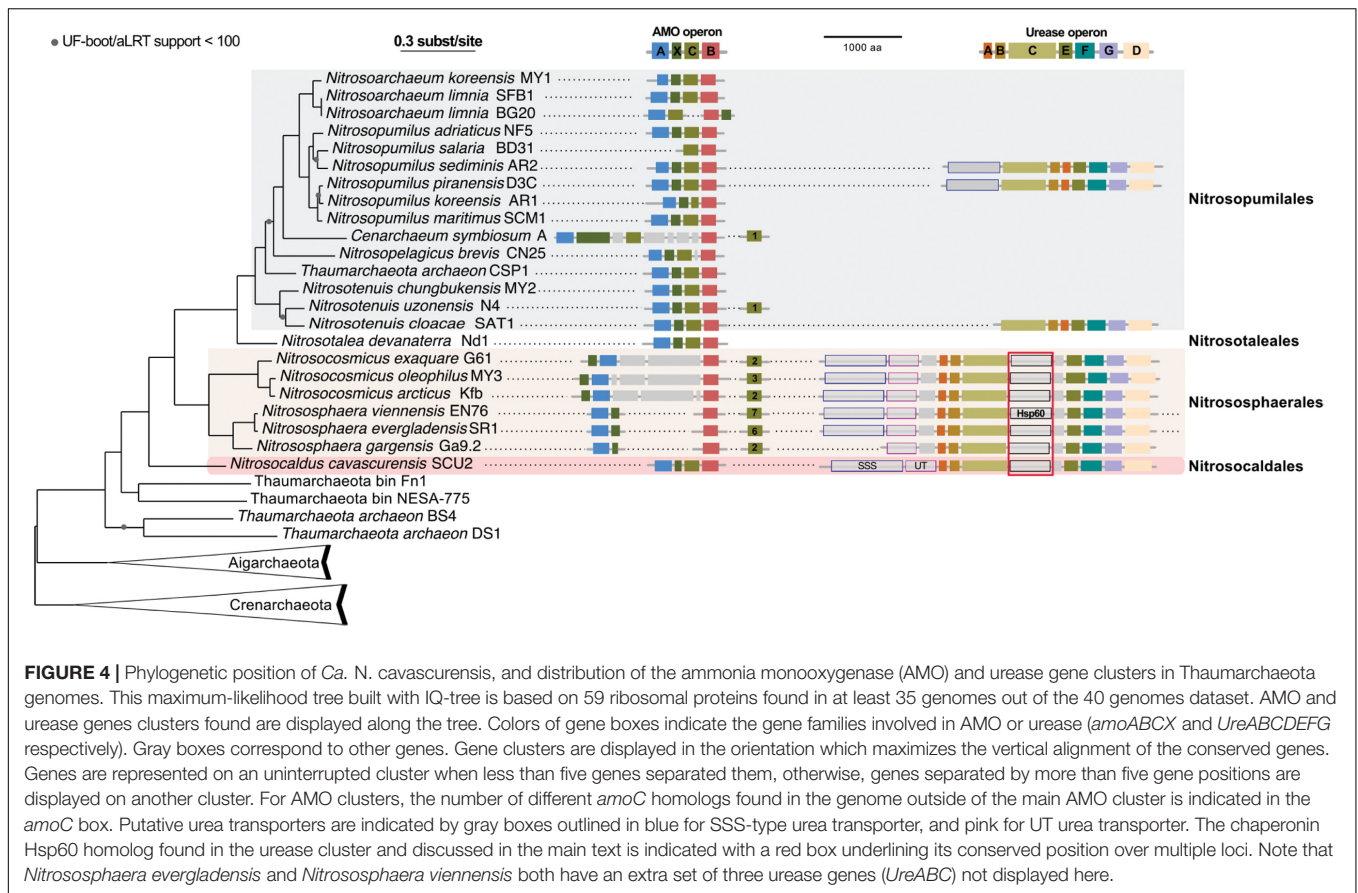 ● UF-boot/aLRT support < 100
0.3 subst/site
AMO operon
A X C B
1000 aa
Urease operon
A B C E F G D
Nitrosoarchaeum koreensis MY1
Nitrosoarchaeum limnia SFB1
Nitrosoarchaeum limnia BG20
Nitrosopumilus adriaticus NF5
Nitrosopumilus salaria BD31
Nitrosopumilus sediminis AR2
Nitrosopumilus piranensis D3C
Nitrosopumilus koreensis AR1
Nitrosopumilus maritimus SCM1
Cenarchaeum symbiosum A 1
Nitrosopelagicus brevis CN25
Thaumarchaeota archaeon CSP1
Nitrosotenuis chungbukensis MY2
Nitrosotenuis uzonensis N4 1
Nitrosotenuis cloacae SAT1
Nitrosopumilales
Nitrosotalea devanaterra Nd1
Nitrosotaleales
Nitrosocosmicus exaquare G61 2
Nitrosocosmicus oleophilus MY3 3
Nitrosocosmicus arcticus Kfb 2
Nitrososphaera viennensis EN76 7 Hsp60
Nitrososphaera evergladensis SR1 6
Nitrososphaera gargensis Ga9.2 2
Nitrososphaerales
Nitrosocaldus cavascurensis SCU2 SSS UT
Nitrosocaldales
Thaumarchaeota bin Fn1
Thaumarchaeota bin NESA-775
Thaumarchaeota archaeon BS4
Thaumarchaeota archaeon DS1
Aigarchaeota
Crenarchaeota
FIGURE 4 | Phylogenetic position of Ca. N. cavascurensis, and distribution of the ammonia monooxygenase (AMO) and urease gene clusters in Thaumarchaeota
genomes. This maximum-likelihood tree built with IQ-tree is based on 59 ribosomal proteins found in at least 35 genomes out of the 40 genomes dataset. AMO and
urease genes clusters found are displayed along the tree. Colors of gene boxes indicate the gene families involved in AMO or urease (amoABCX and UreABCDEFG
respectively). Gray boxes correspond to other genes. Gene clusters are displayed in the orientation which maximizes the vertical alignment of the conserved genes.
Genes are represented on an uninterrupted cluster when less than five genes separated them, otherwise, genes separated by more than five gene positions are
displayed on another cluster. For AMO clusters, the number of different amoC homologs found in the genome outside of the main AMO cluster is indicated in the
amoC box. Putative urea transporters are indicated by gray boxes outlined in blue for SSS-type urea transporter, and pink for UT urea transporter. The chaperonin
Hsp60 homolog found in the urease cluster and discussed in the main text is indicated with a red box underlining its conserved position over multiple loci. Note that
Nitrososphaera evergladensis and Nitrososphaera viennensis both have an extra set of three urease genes (UreABC) not displayed here.